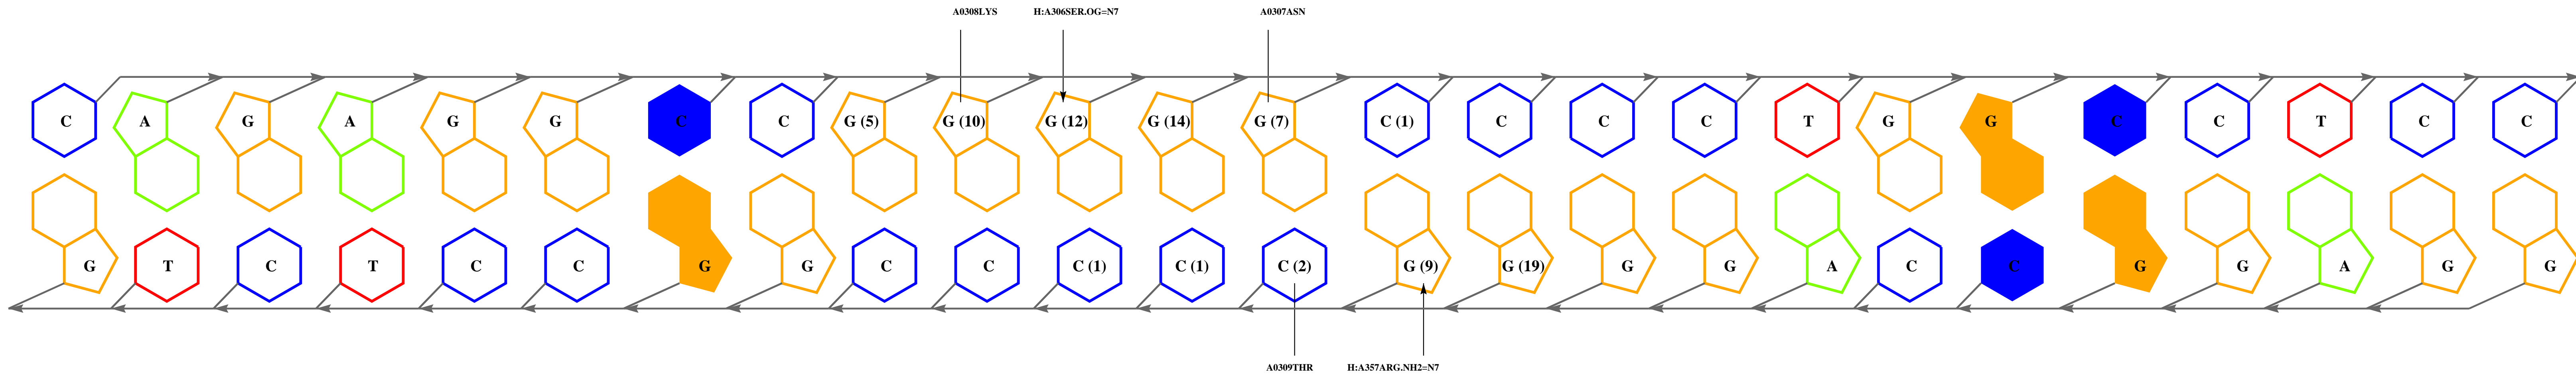 A0308LYS H:A306SER.OG=N7 A0307ASN
C A G A G G C C G (5) G (10) G (12) G (14) G (7) C (1) C C C T G G C C T C C
G T C T C C G G C C C (1) C (1) C (2) G (9) G (19) G G A C C G G A G G
A0309THR H:A357ARG.NH2=N7